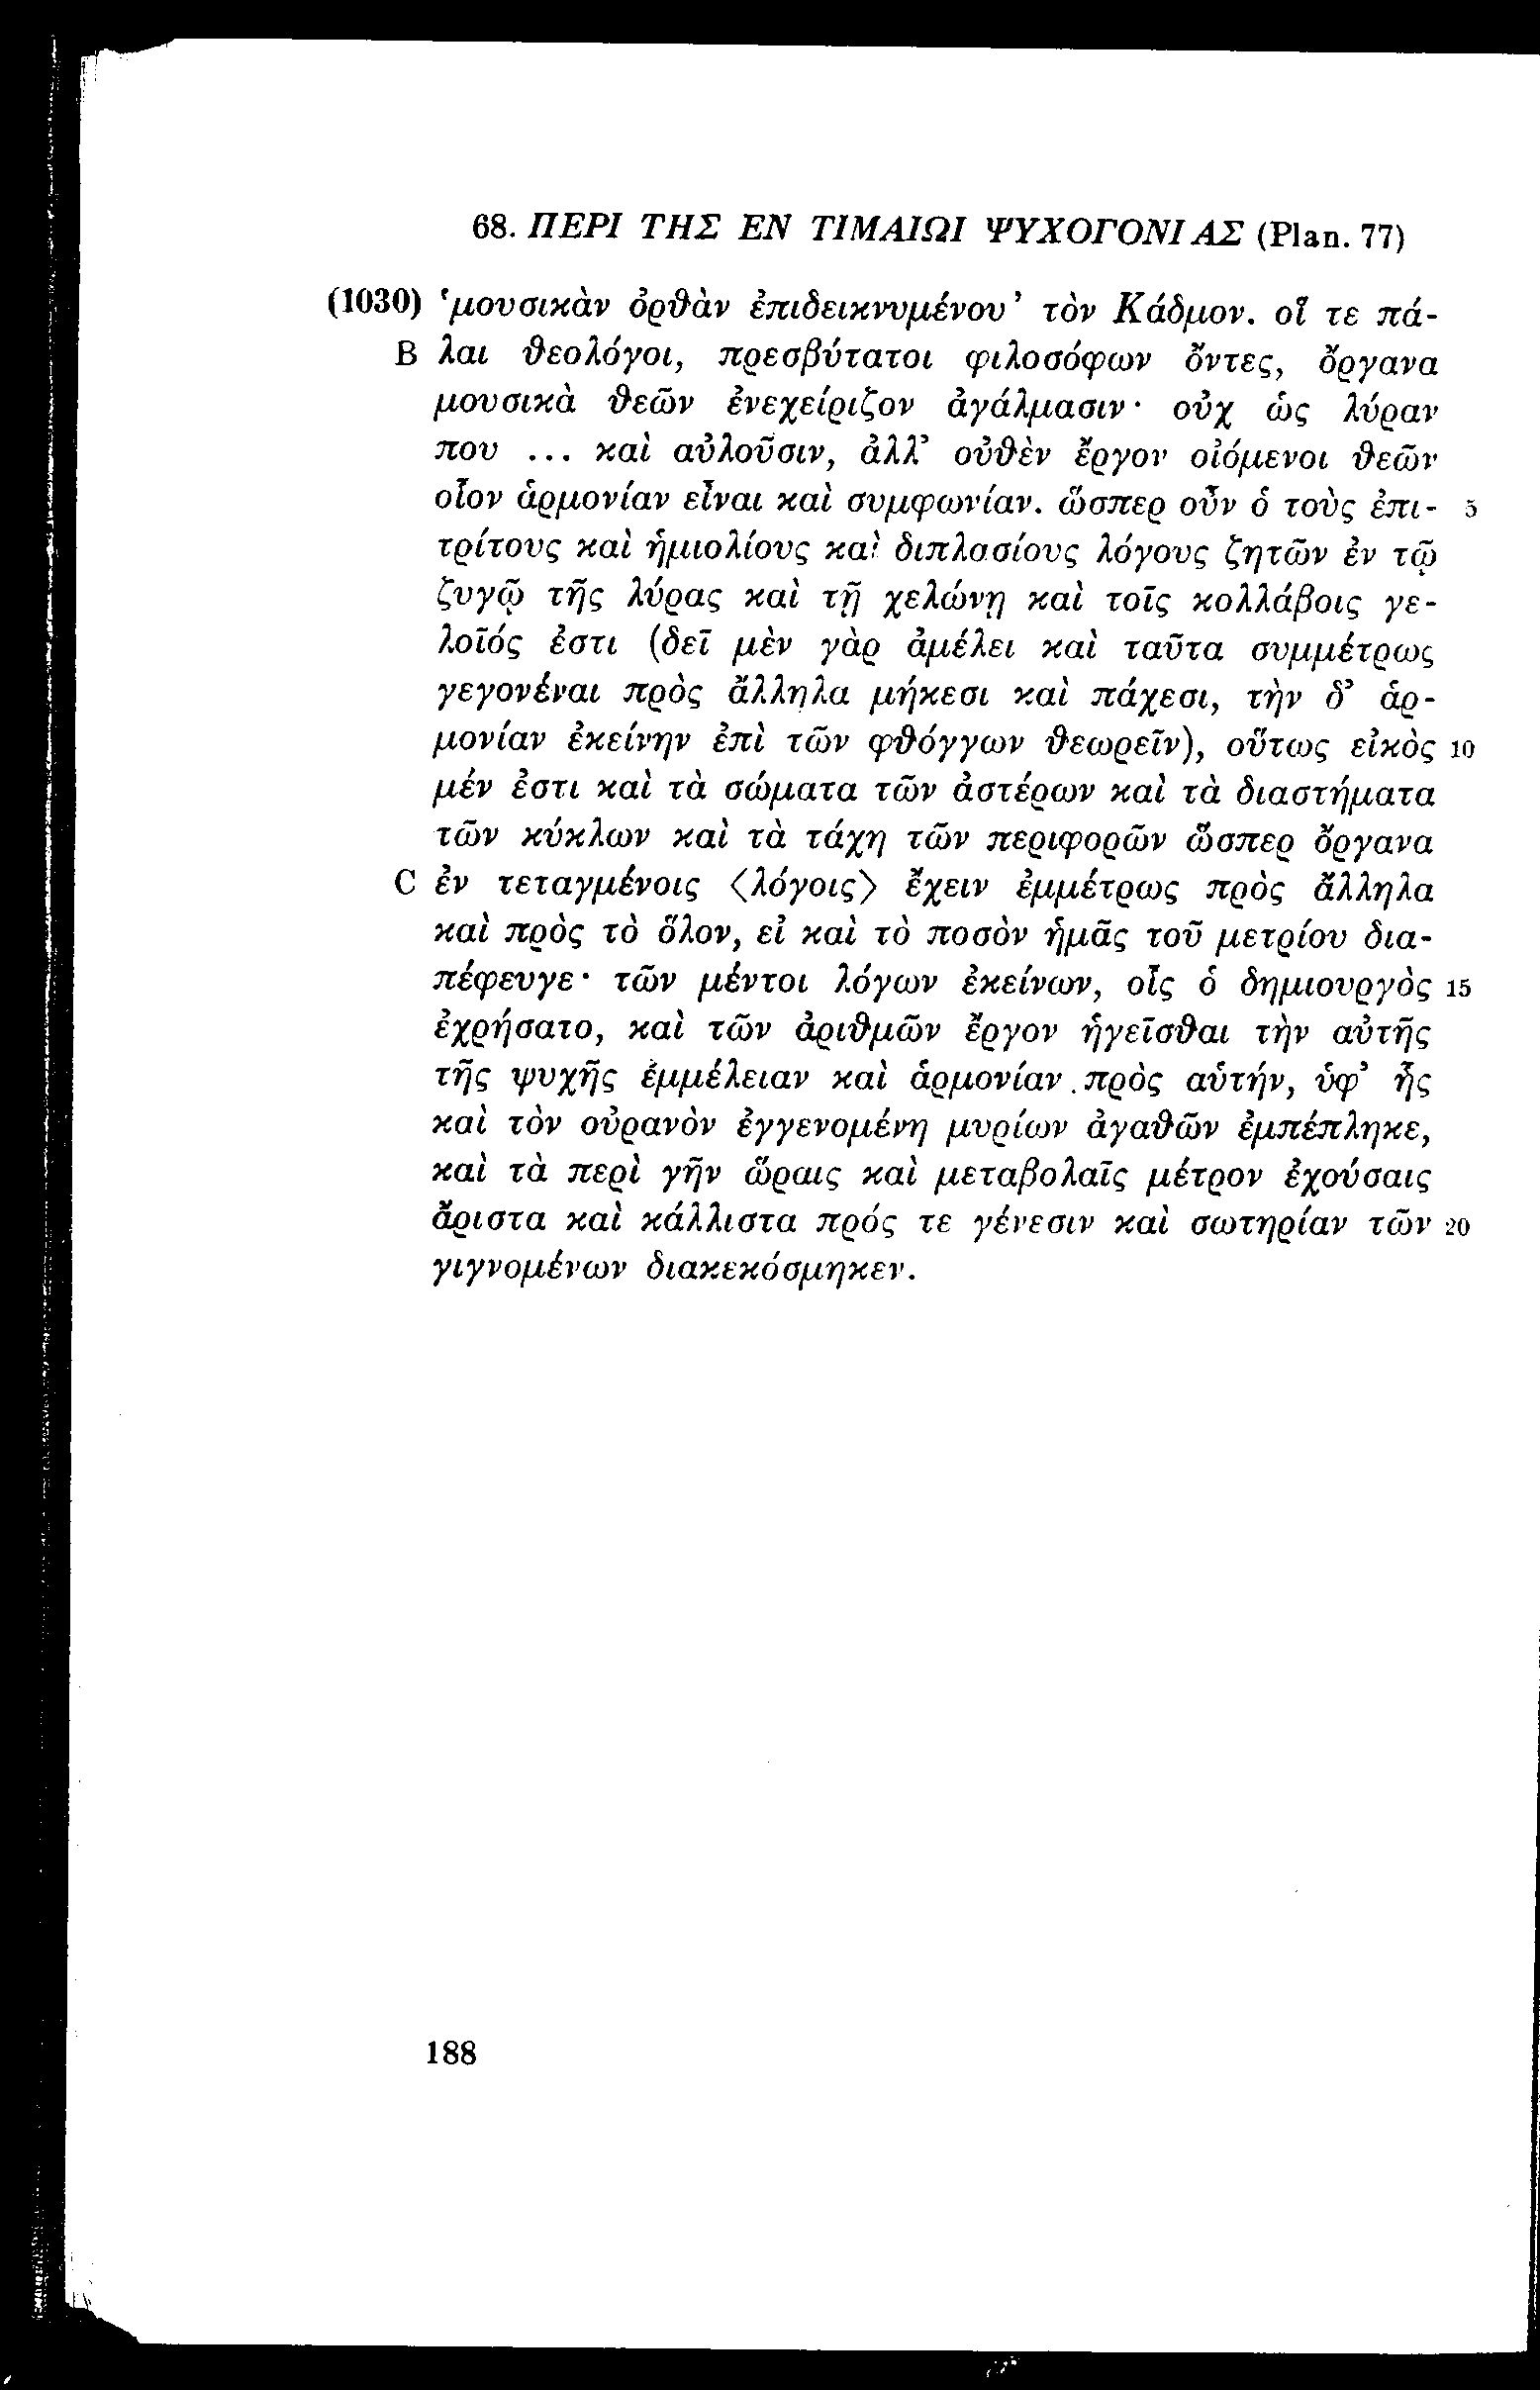 68. ΠΕΡΙ ΤΗΣ ΕΝ ΤΙΜΑΙΩΙ ΨΥΧΟΓΟΝΙΑΣ (Plan. 77)
(1030) ‘μουσικὰν ὀρθὰν ἐπιδεικνυμένου’ τὸν Κάδμον. οἵ τε πά-
B λαι θεολόγοι, πρεσβύτατοι φιλοσόφων ὄντες, ὄργανα
μουσικὰ θεῶν ἐνεχείριζον ἀγάλμασιν· οὐχ ὡς λύραν
που ... καὶ αὐλοῦσιν, ἀλλ’ οὐθὲν ἔργον οἰόμενοι θεῶν
οἷον ἁρμονίαν εἶναι καὶ συμφωνίαν. ὥσπερ οὖν ὁ τοὺς ἐπι- 5
τρίτους καὶ ἡμιολίους καὶ διπλασίους λόγους ζητῶν ἐν τῷ
ζυγῷ τῆς λύρας καὶ τῇ χελώνῃ καὶ τοῖς κολλάβοις γε-
λοῖός ἐστι (δεῖ μὲν γὰρ ἀμέλει καὶ ταῦτα συμμέτρως
γεγονέναι πρὸς ἄλληλα μήκεσι καὶ πάχεσι, τὴν δ’ ἁρ-
μονίαν ἐκείνην ἐπὶ τῶν φθόγγων θεωρεῖν), οὕτως εἰκὸς 10
μέν ἐστι καὶ τὰ σώματα τῶν ἀστέρων καὶ τὰ διαστήματα
τῶν κύκλων καὶ τὰ τάχη τῶν περιφορῶν ὥσπερ ὄργανα
C ἐν τεταγμένοις ⟨λόγοις⟩ ἔχειν ἐμμέτρως πρὸς ἄλληλα
καὶ πρὸς τὸ ὅλον, εἰ καὶ τὸ ποσὸν ἡμᾶς τοῦ μετρίου δια-
πέφευγε· τῶν μέντοι λόγων ἐκείνων, οἷς ὁ δημιουργὸς 15
ἐχρήσατο, καὶ τῶν ἀριθμῶν ἔργον ἡγεῖσθαι τὴν αὐτῆς
τῆς ψυχῆς ἐμμέλειαν καὶ ἁρμονίαν πρὸς αὑτήν, ὑφ’ ἧς
καὶ τὸν οὐρανὸν ἐγγενομένη μυρίων ἀγαθῶν ἐμπέπληκε,
καὶ τὰ περὶ γῆν ὥραις καὶ μεταβολαῖς μέτρον ἐχούσαις
ἄριστα καὶ κάλλιστα πρός τε γένεσιν καὶ σωτηρίαν τῶν 20
γιγνομένων διακεκόσμηκεν.
188